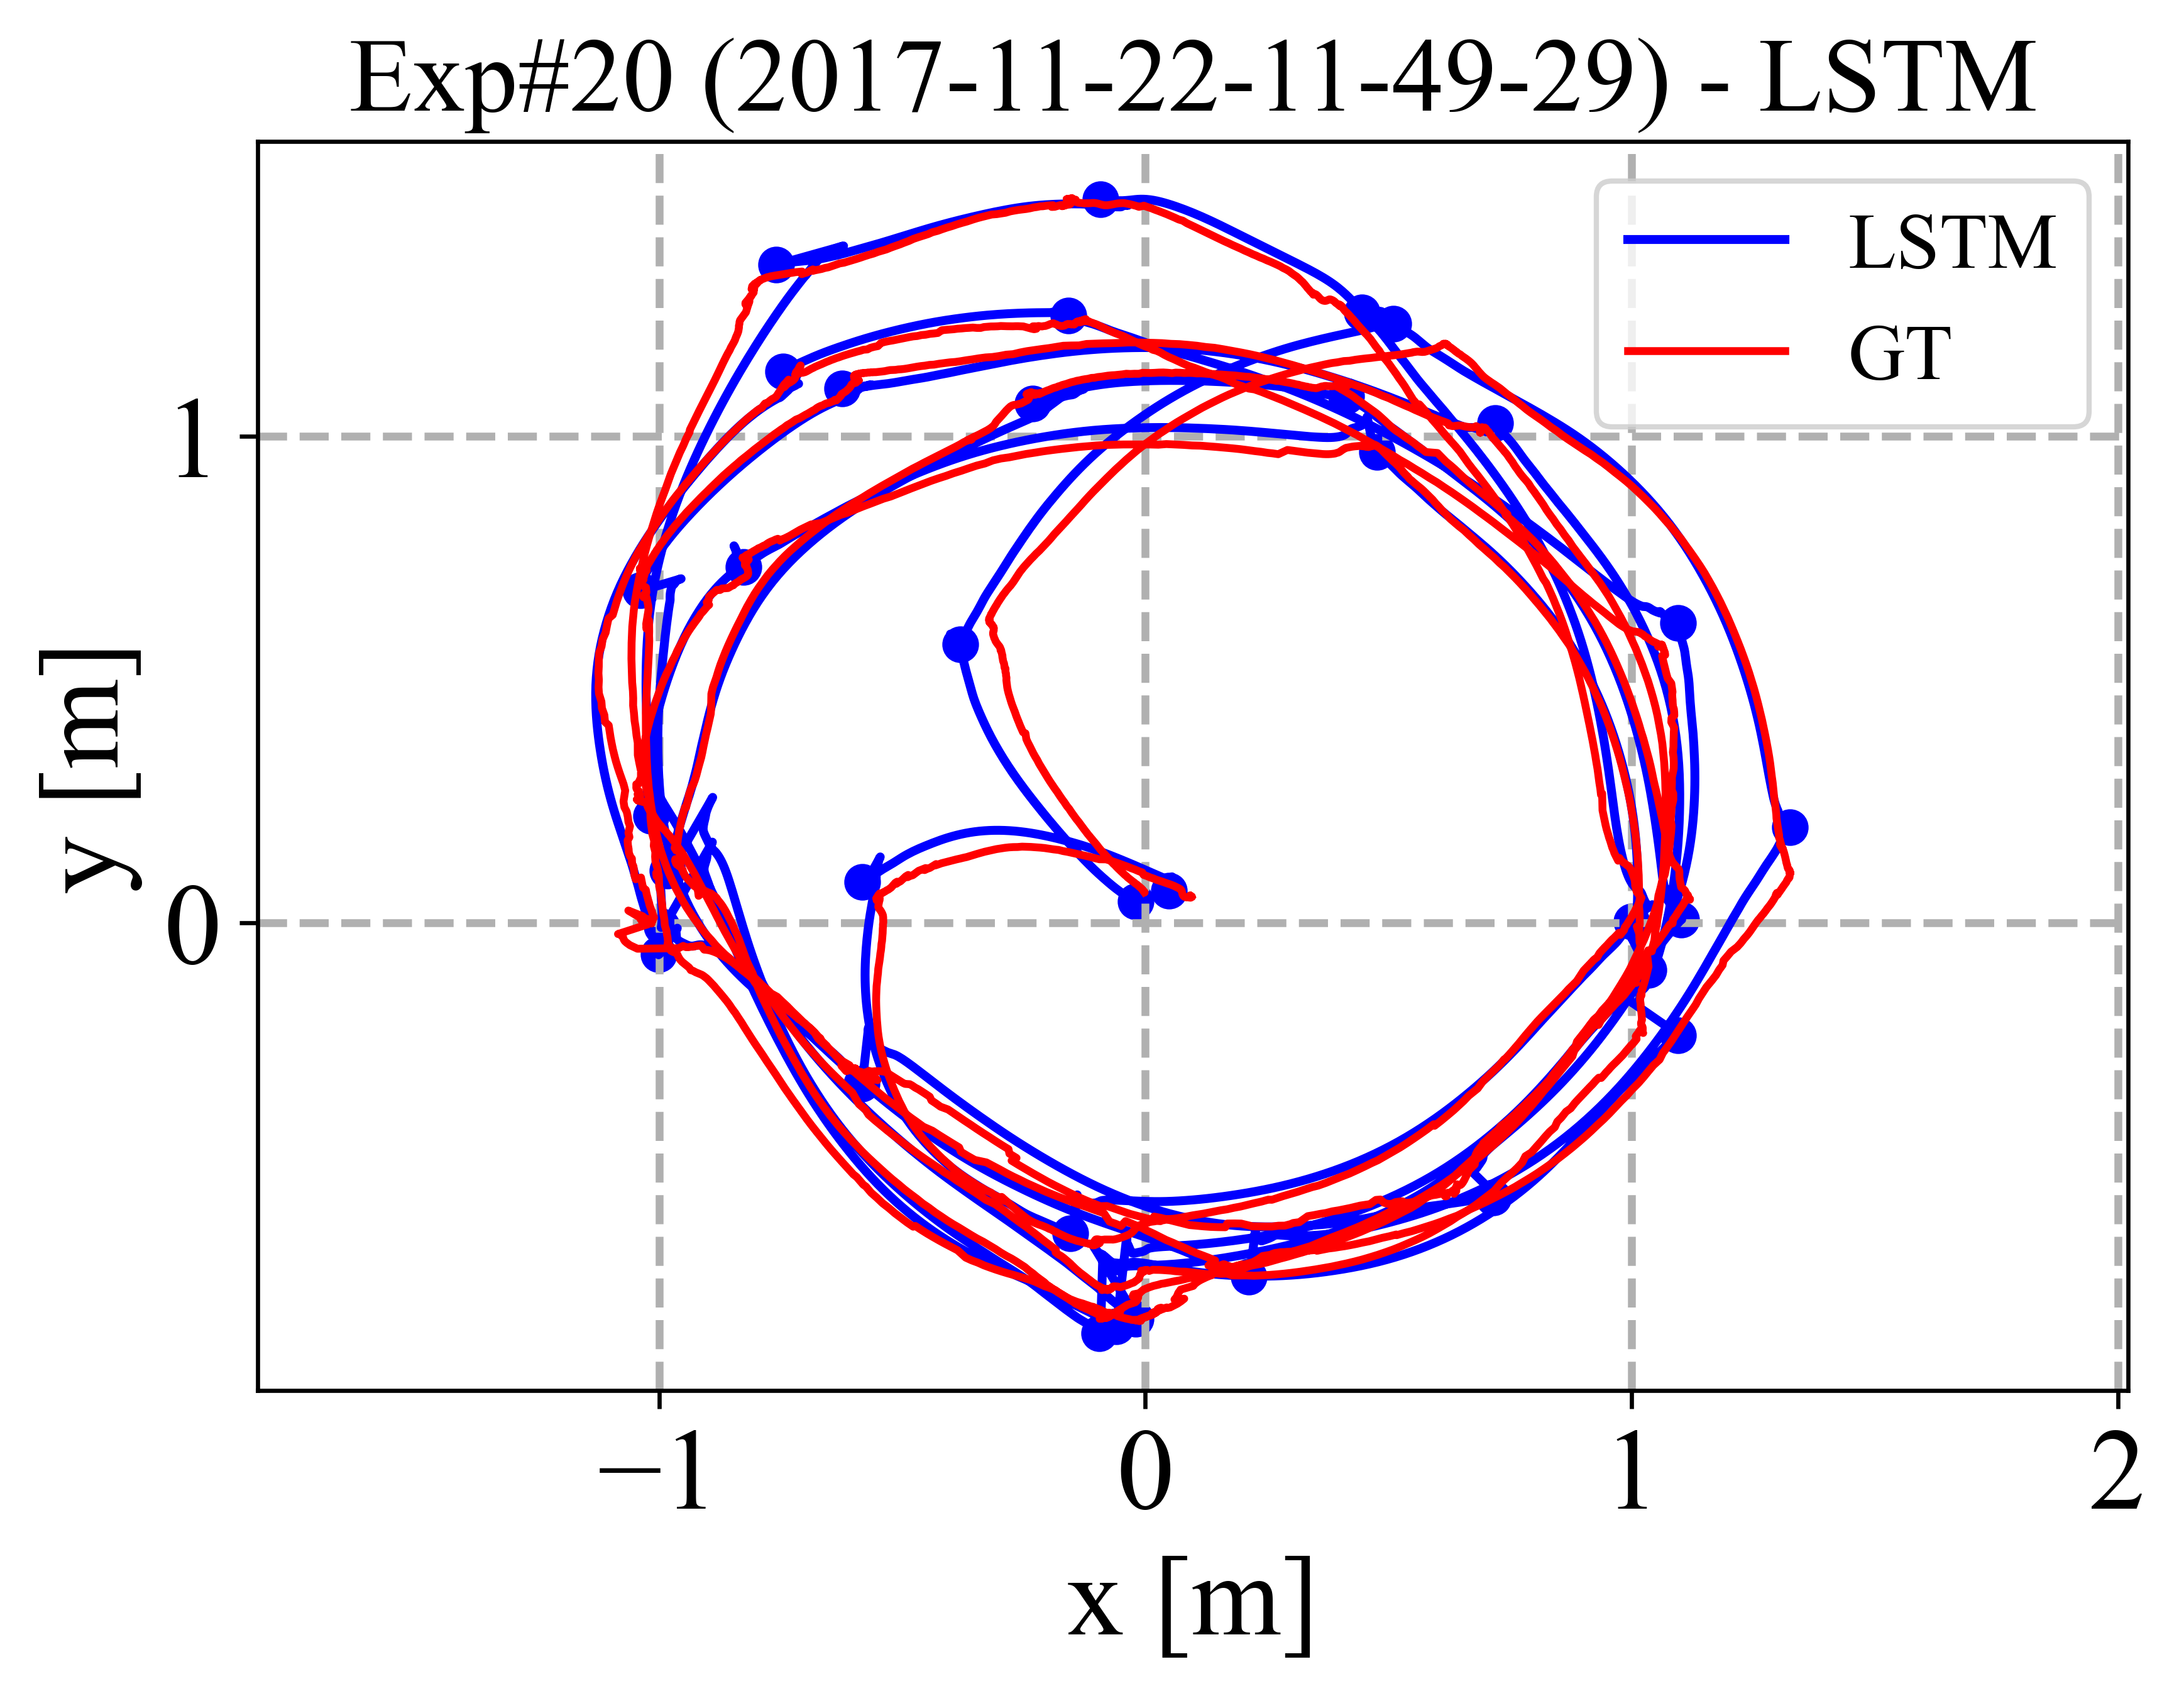 Exp#20 (2017-11-22-11-49-29) - LSTM
LSTM
GT
1
0
y [m]
−1 0 1 2
x [m]